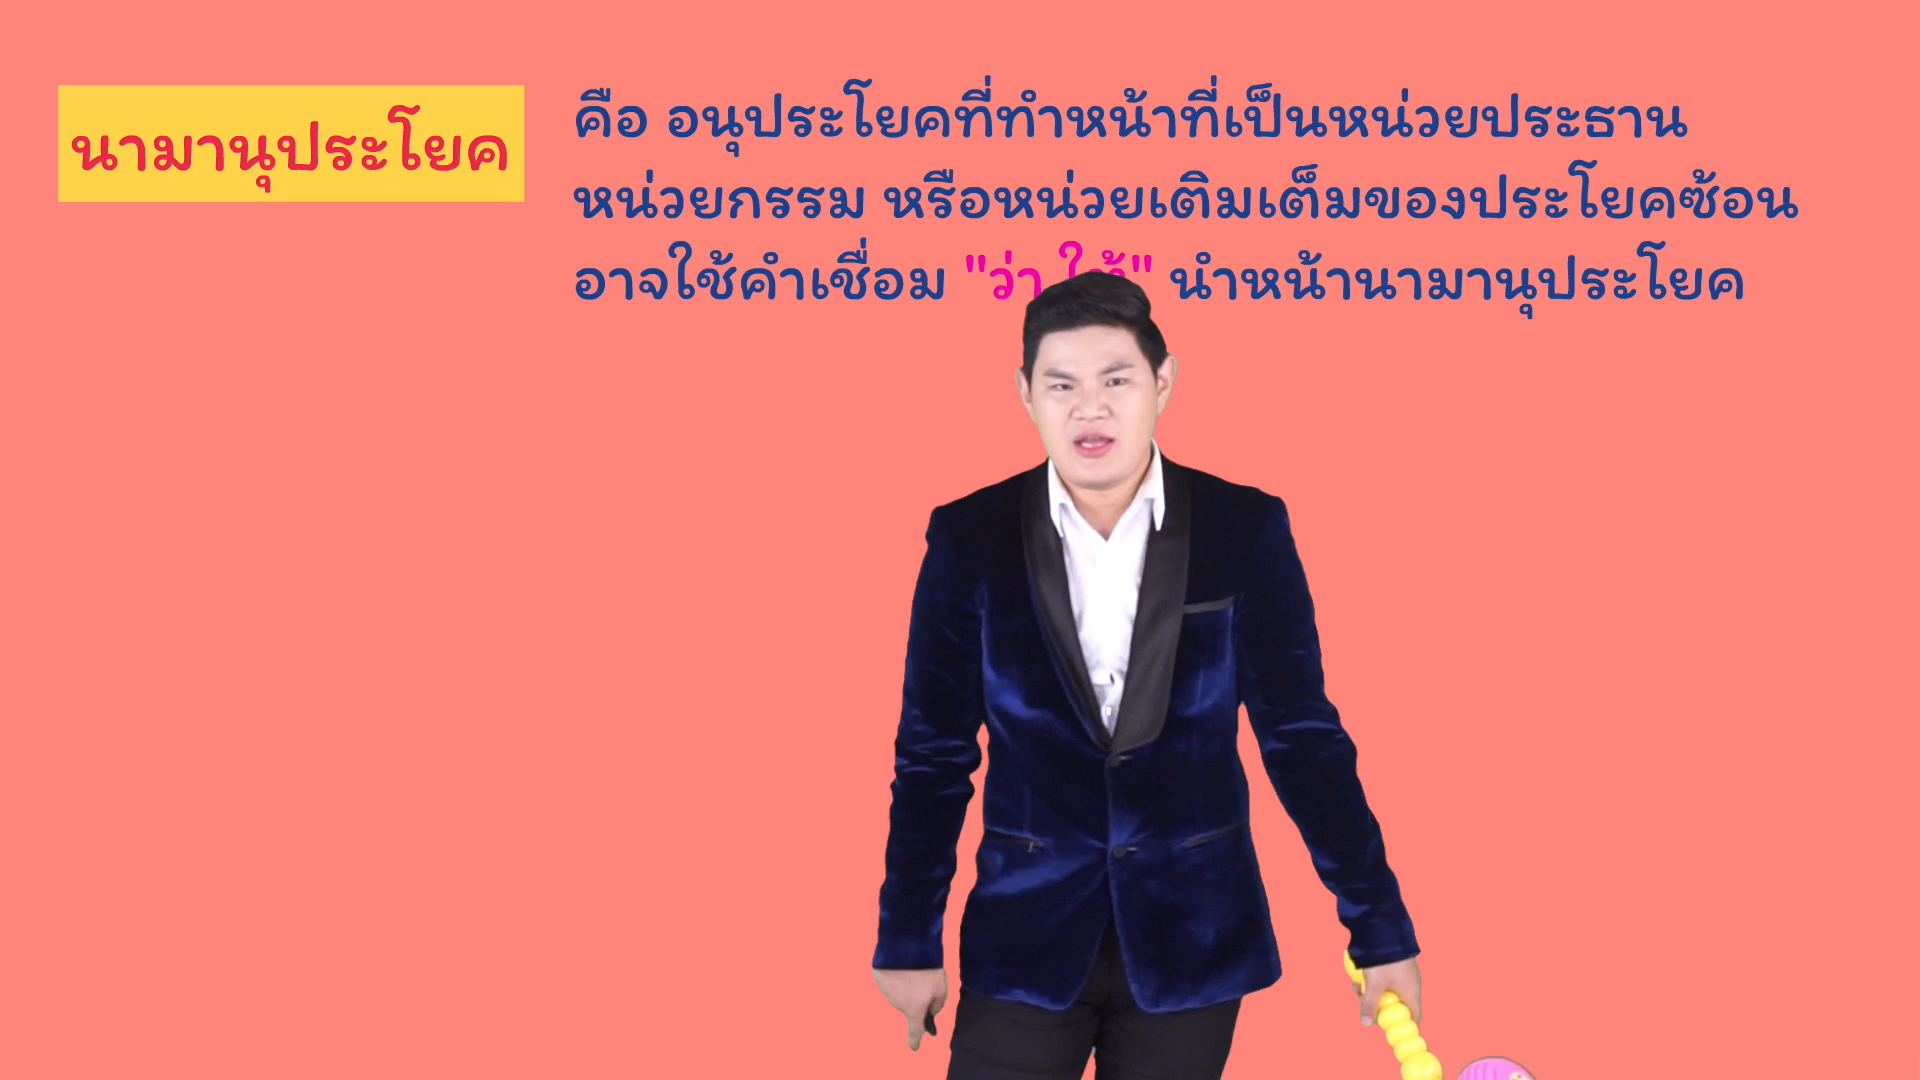 นามานุประโยค
คือ อนุประโยคที่ทำหน้าที่เป็นหน่วยประธาน
หน่วยกรรม หรือหน่วยเติมเต็มของประโยคซ้อน
อาจใช้คำเชื่อม "ว่า ให้" นำหน้านามานุประโยค